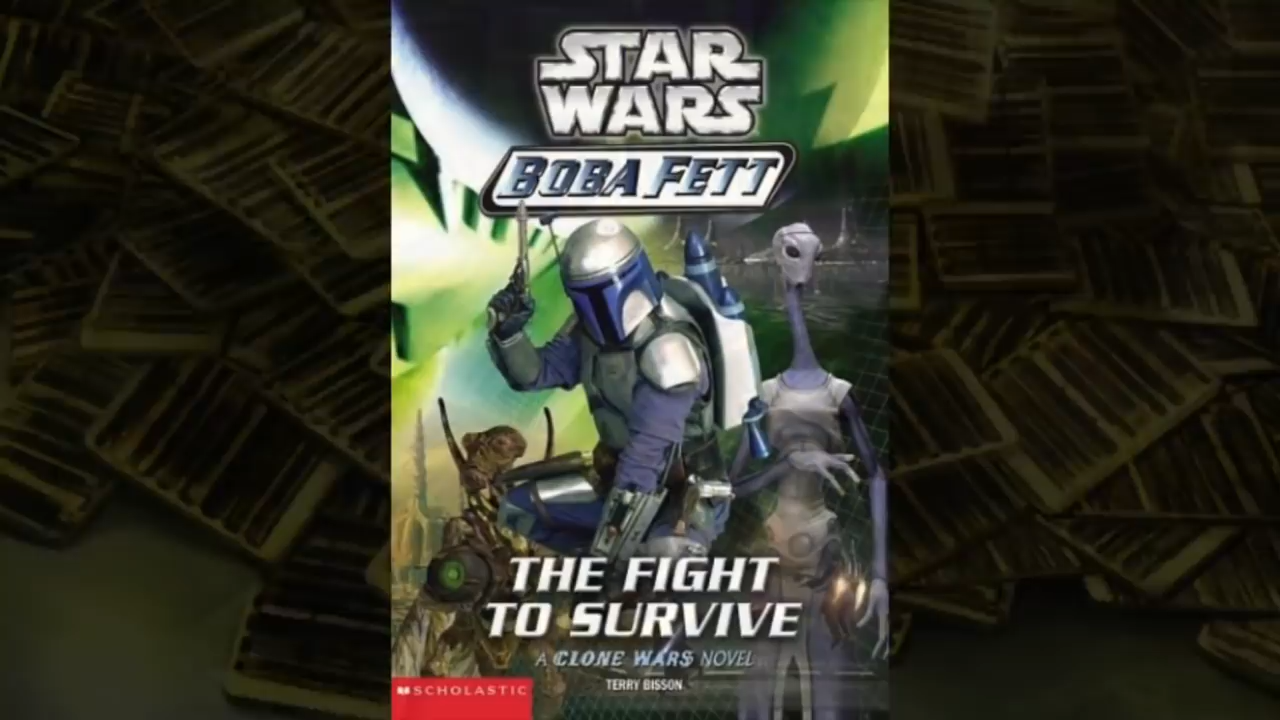 STAR
WARS
BOBA FETT
THE FIGHT
TO SURVIVE
A CLONE WARS NOVEL
TERRY BISSON
SCHOLASTIC